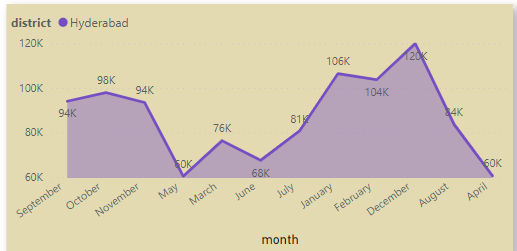 district Hyderabad
120K
100K
80K
60K
94K
98K
94K
60K
76K
68K
81K
106K
104K
120K
84K
60K
September
October
November
May
March
June
July
January
February
December
August
April
month